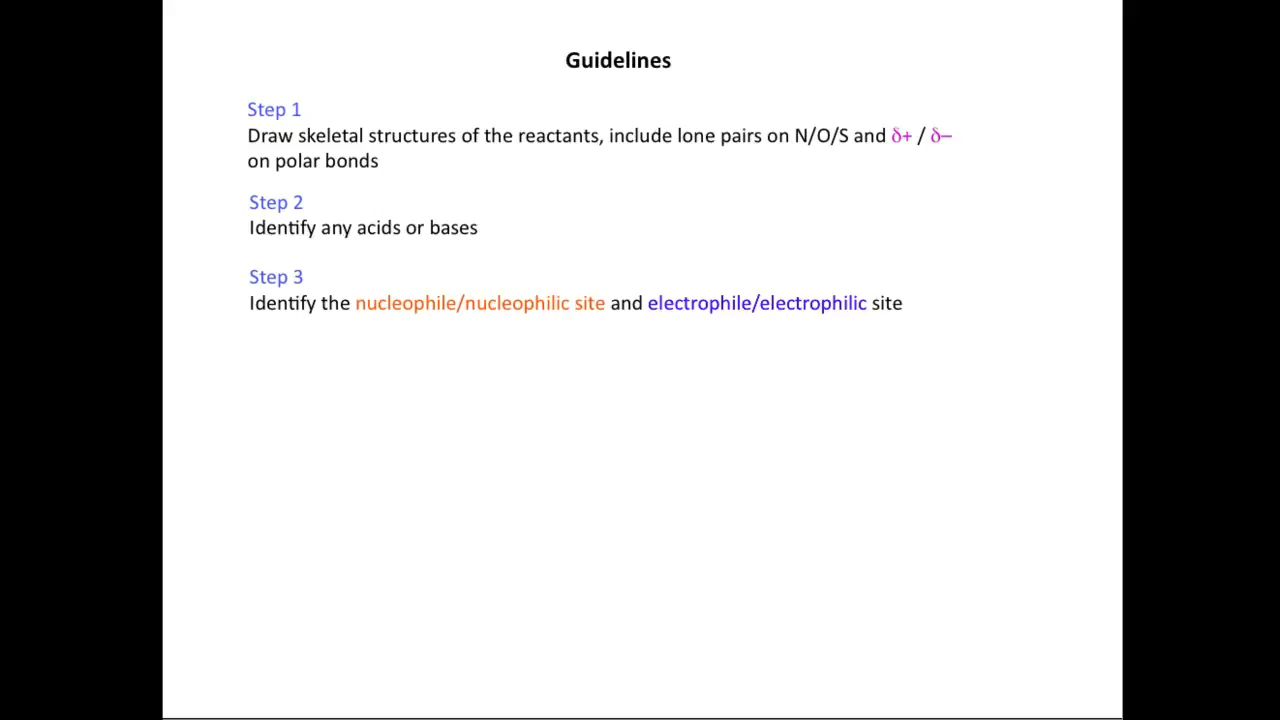 Guidelines
Step 1
Draw skeletal structures of the reactants, include lone pairs on N/O/S and δ+ / δ−
on polar bonds
Step 2
Identify any acids or bases
Step 3
Identify the nucleophile/nucleophilic site and electrophile/electrophilic site